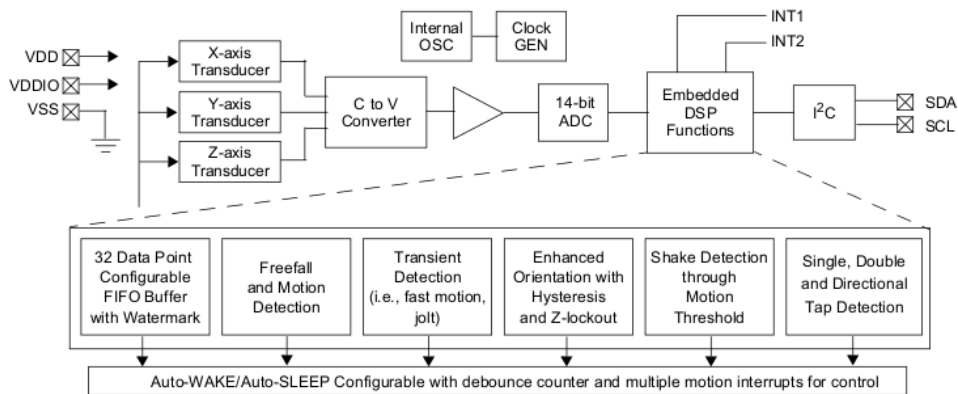 Internal
OSC
Clock
GEN
INT1
INT2
VDD
VDDIO
VSS
X-axis
Transducer
Y-axis
Transducer
Z-axis
Transducer
C to V
Converter
14-bit
ADC
Embedded
DSP
Functions
I²C
SDA
SCL
32 Data Point
Configurable
FIFO Buffer
with Watermark
Freefall
and Motion
Detection
Transient
Detection
(i.e., fast motion,
jolt)
Enhanced
Orientation with
Hysteresis
and Z-lockout
Shake Detection
through
Motion
Threshold
Single, Double
and Directional
Tap Detection
Auto-WAKE/Auto-SLEEP Configurable with debounce counter and multiple motion interrupts for control